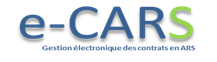 e-CARS
Gestion électronique des contrats en ARS